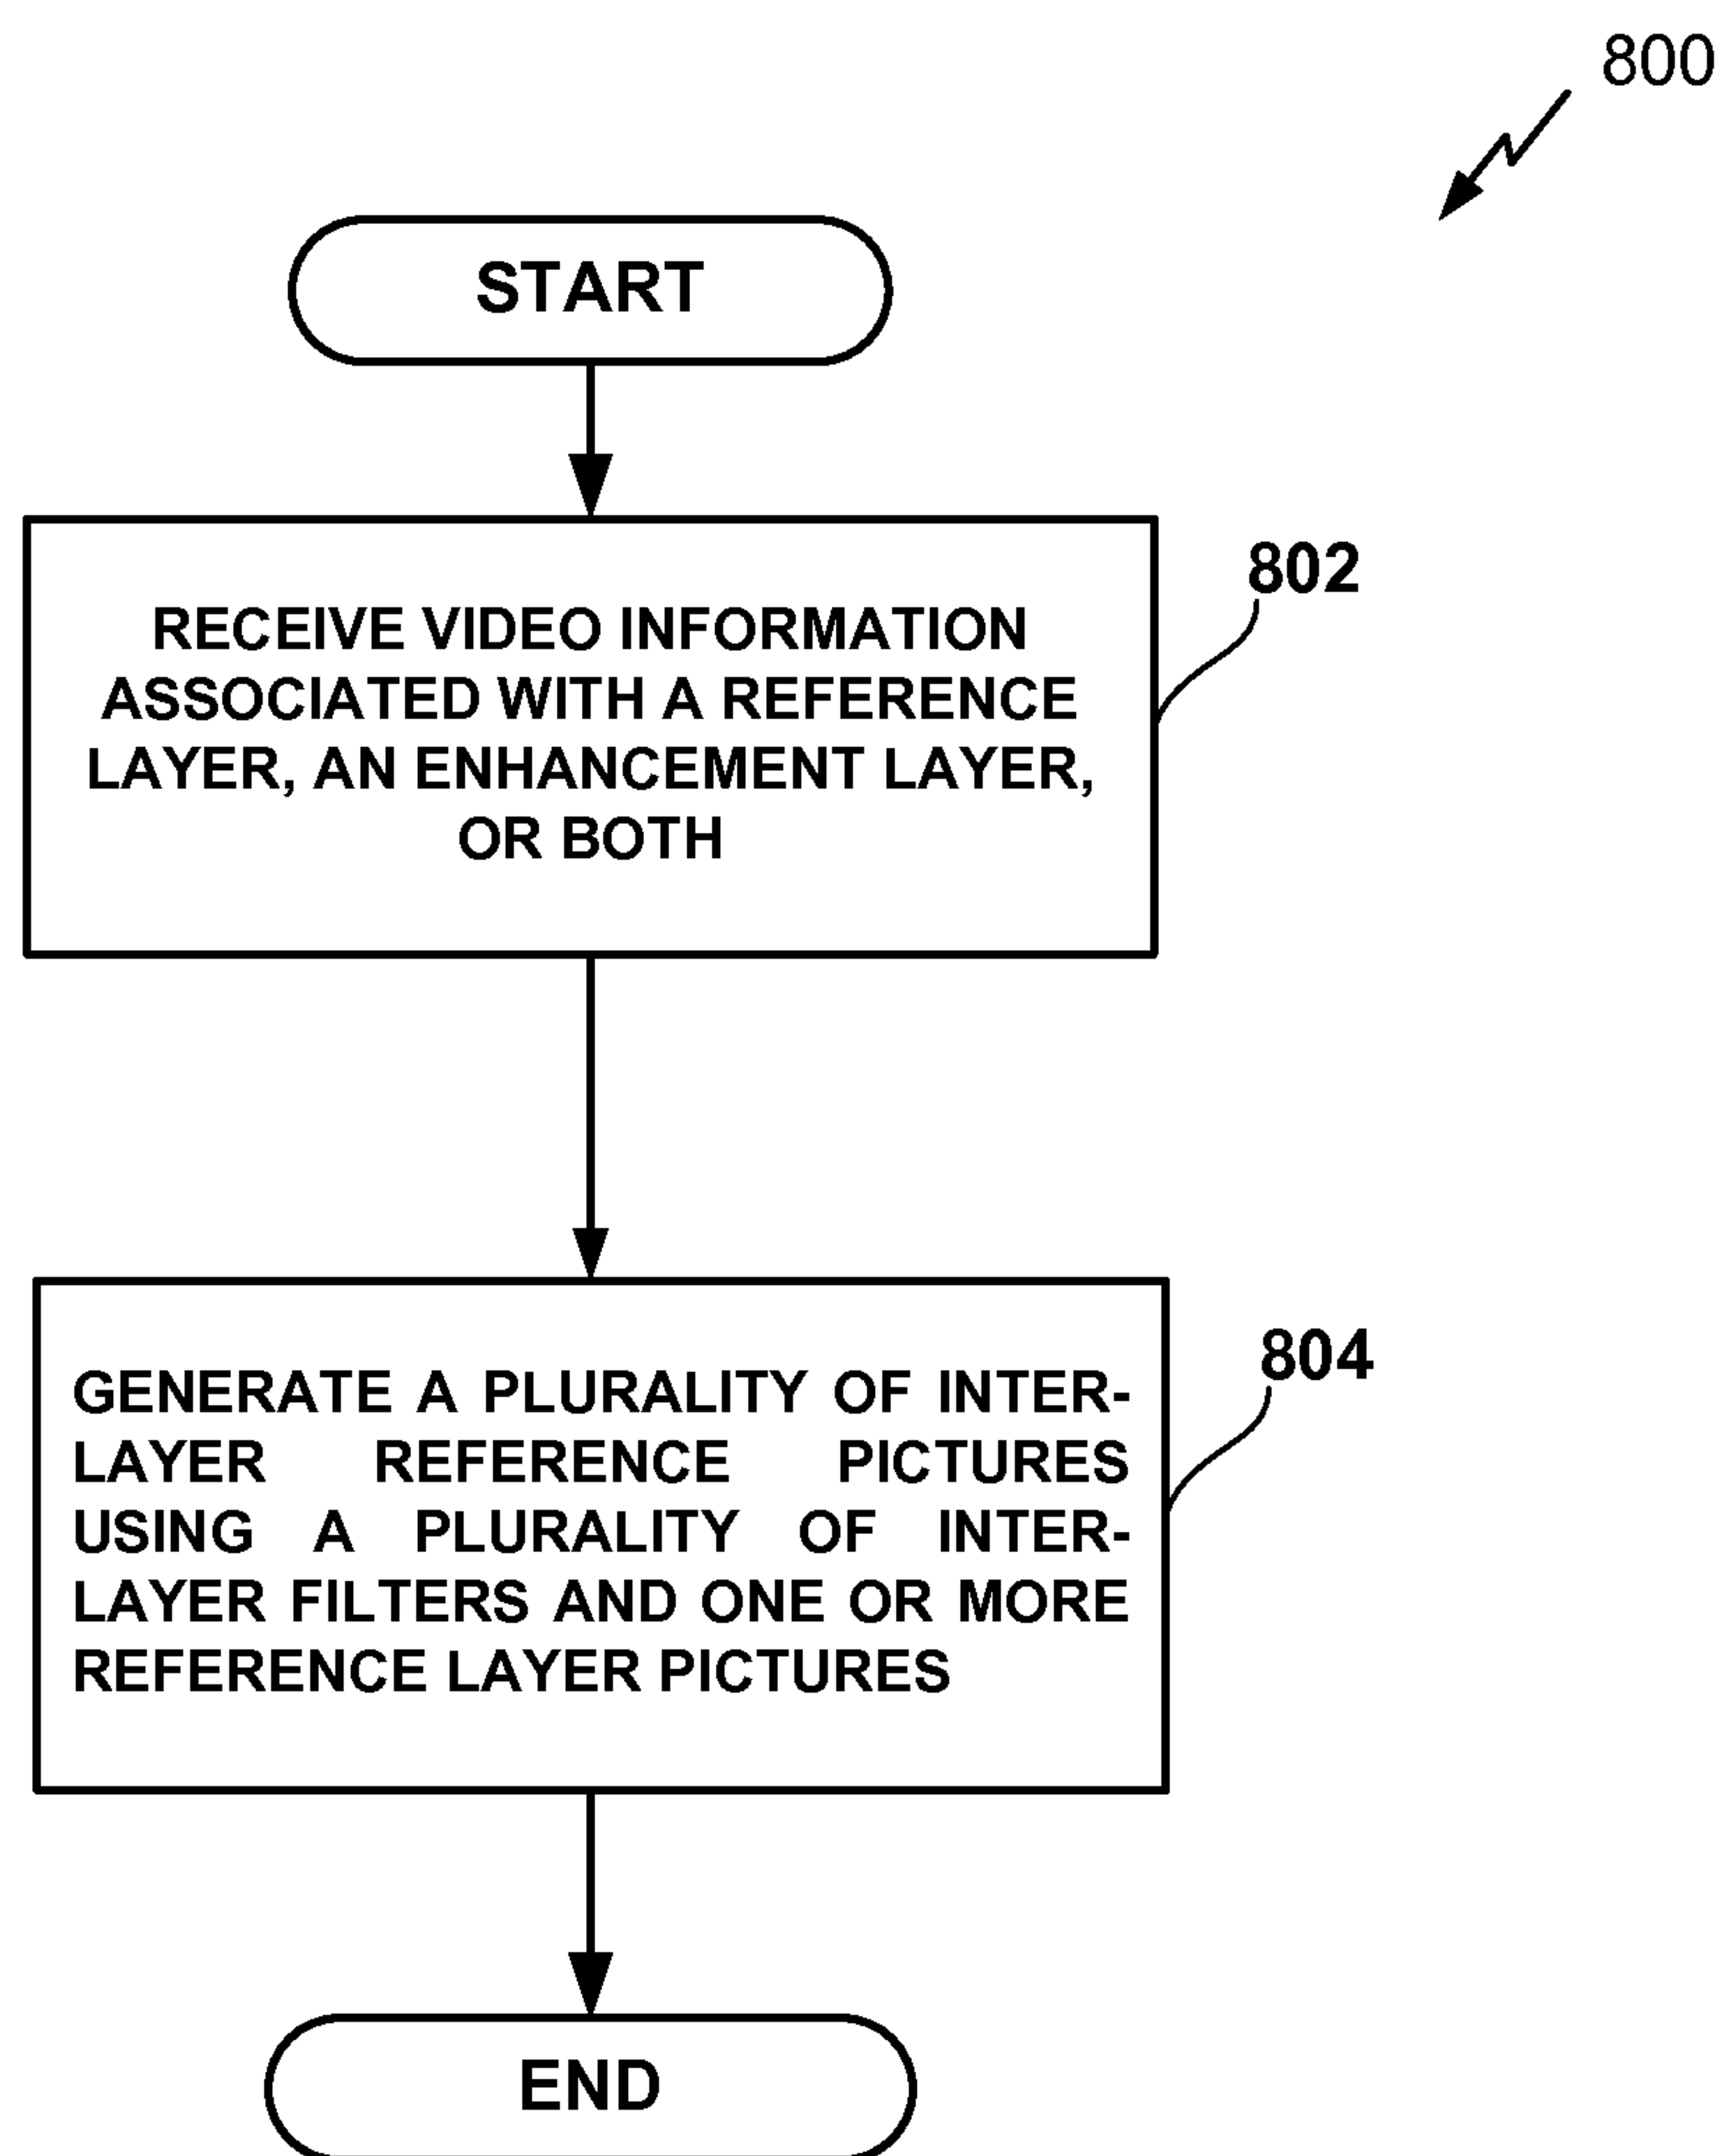 800
START
RECEIVE VIDEO INFORMATION
ASSOCIATED WITH A REFERENCE
LAYER, AN ENHANCEMENT LAYER,
OR BOTH
802
GENERATE A PLURALITY OF INTER-
LAYER REFERENCE PICTURES
USING A PLURALITY OF INTER-
LAYER FILTERS AND ONE OR MORE
REFERENCE LAYER PICTURES
804
END